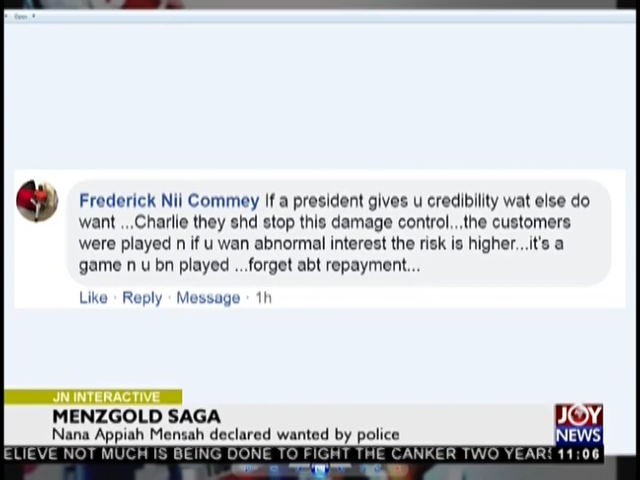 Open
Frederick Nii Commey If a president gives u credibility wat else do
want ...Charlie they shd stop this damage control...the customers
were played n if u wan abnormal interest the risk is higher...it's a
game n u bn played ...forget abt repayment...
Like · Reply · Message · 1h
JN INTERACTIVE
MENZGOLD SAGA
Nana Appiah Mensah declared wanted by police
JOY
NEWS
ELIEVE NOT MUCH IS BEING DONE TO FIGHT THE CANKER TWO YEARS 11:06